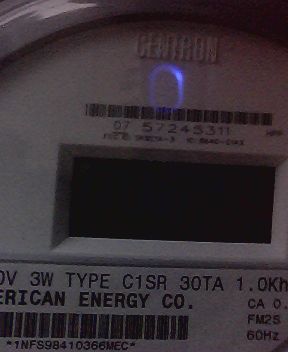 CENTRON
07 57245311
0V 3W TYPE C1SR 30TA 1.0Kh
ERICAN ENERGY CO.
CA 0.
FM2S
60Hz
*1NFS98410366MEC*